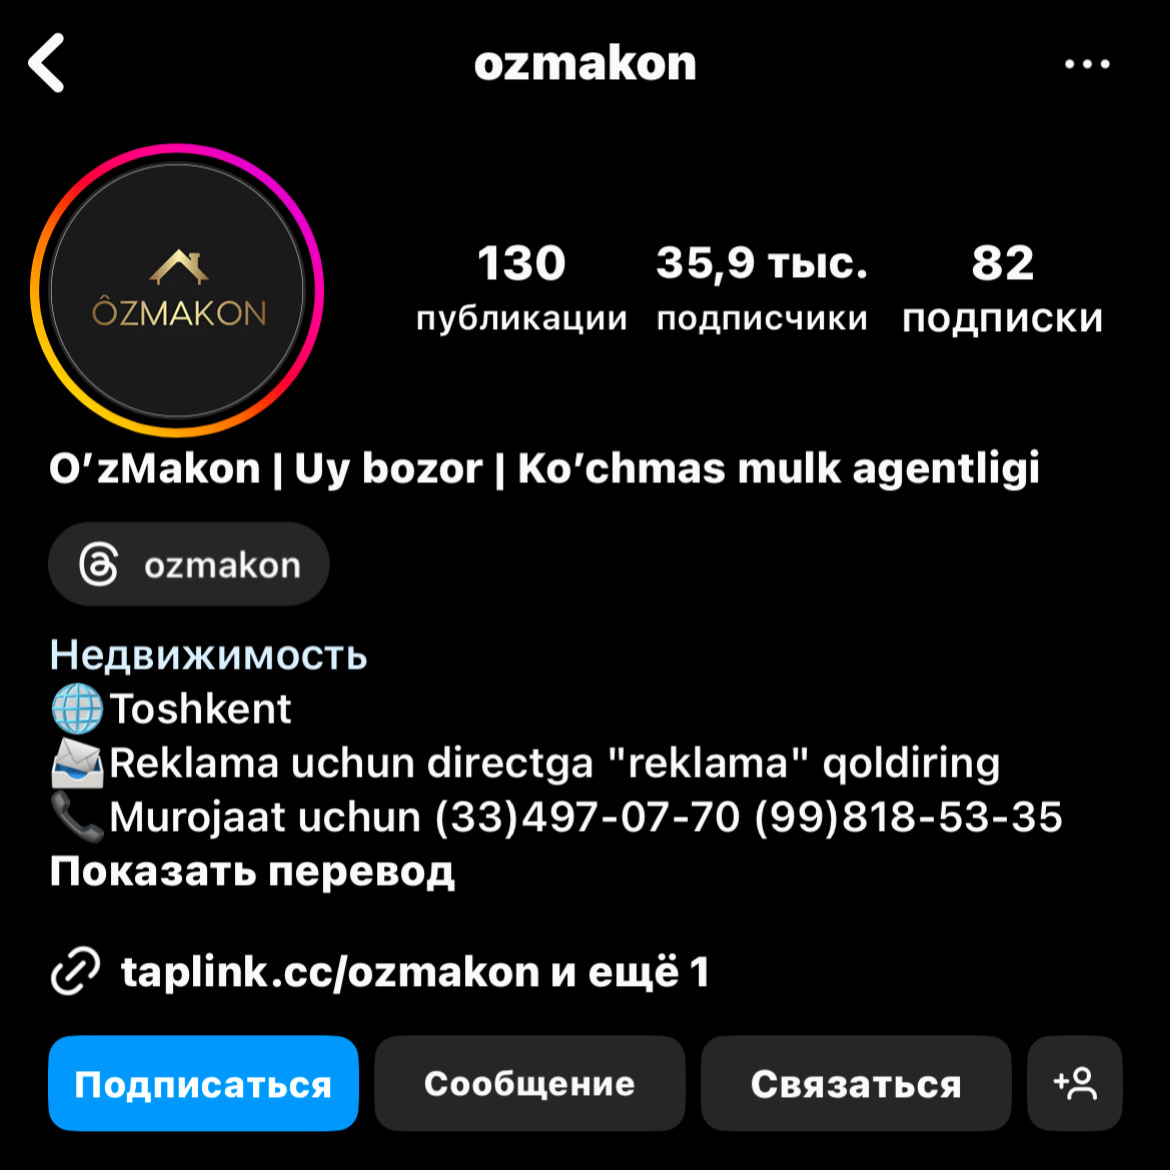 ozmakon
ÔZMAKON
130 35,9 тыс. 82
публикации подписчики подписки
O’zMakon | Uy bozor | Ko’chmas mulk agentligi
ozmakon
Недвижимость
🌐Toshkent
📨Reklama uchun directga "reklama" qoldiring
📞Murojaat uchun (33)497-07-70 (99)818-53-35
Показать перевод
taplink.cc/ozmakon и ещё 1
Подписаться Сообщение Связаться